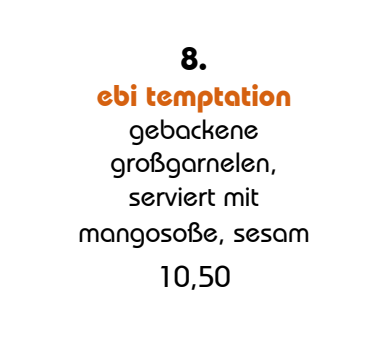 8.
ebi temptation
gebackene
großgarnelen,
serviert mit
mangosoße, sesam
10,50